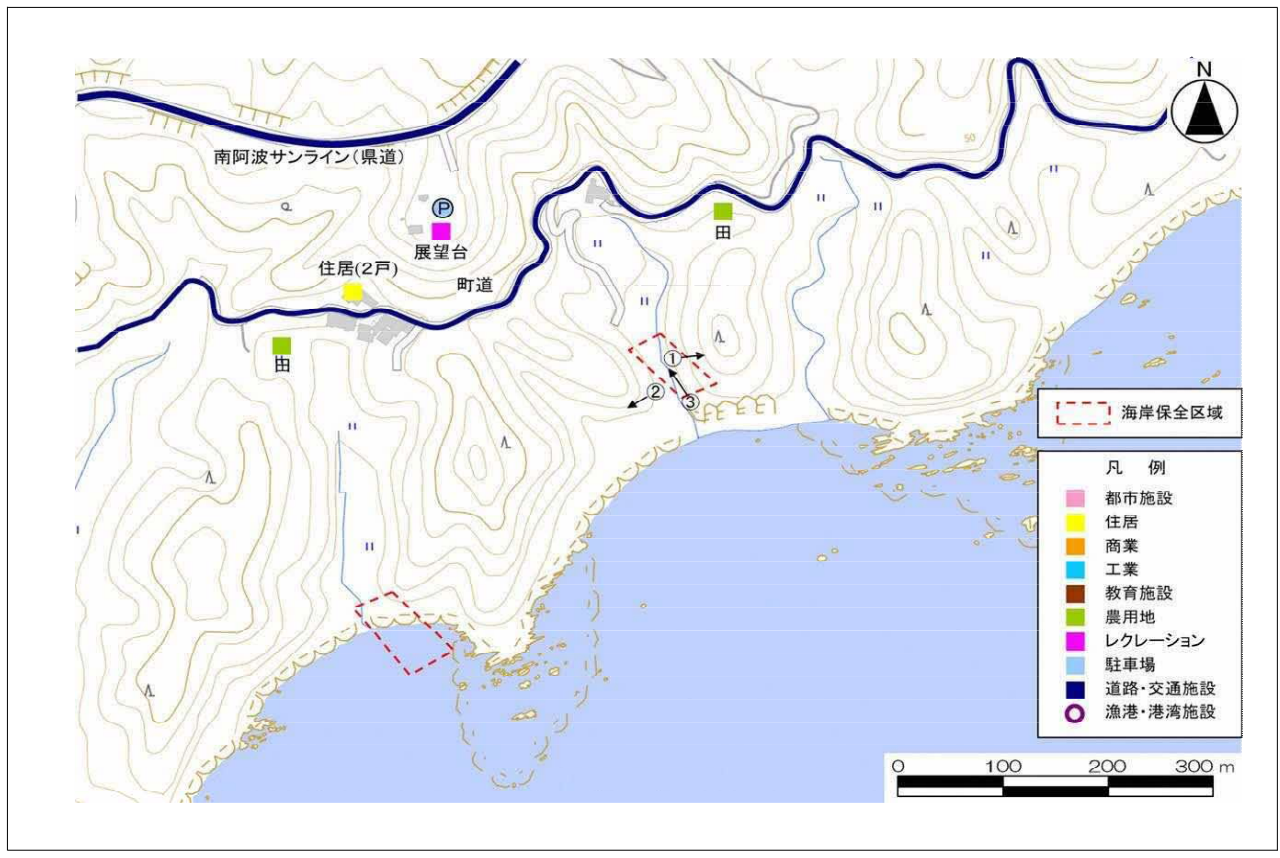 N
50
南阿波サンライン(県道)
P
田
展望台
住居(2戸)
町道
田
①
②
③
海岸保全区域
凡 例
都市施設
住居
商業
工業
教育施設
農用地
レクレーション
駐車場
道路・交通施設
漁港・港湾施設
0 100 200 300 m